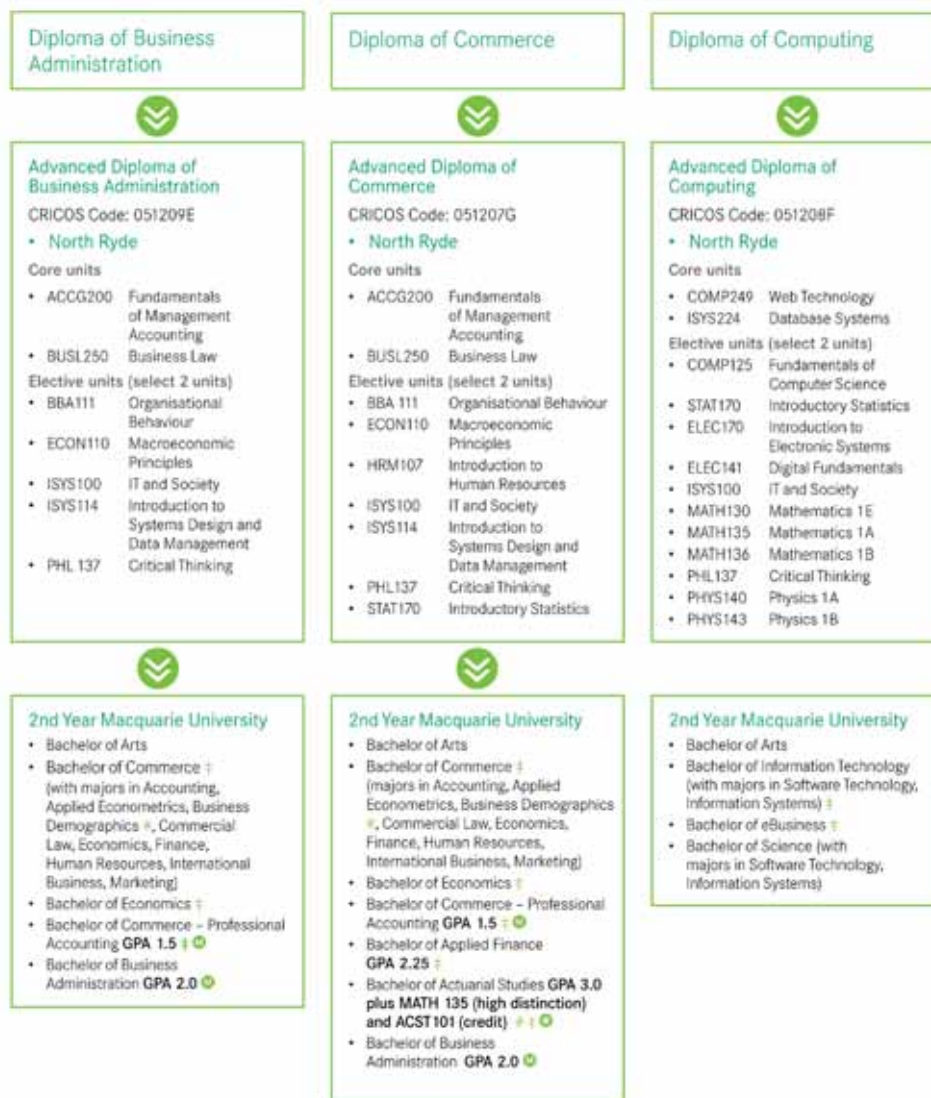 Diploma of Business
Administration
Advanced Diploma of
Business Administration
CRICOS Code: 051209E
• North Ryde
Core units
• ACCG200 Fundamentals
of Management
Accounting
• BUSL250 Business Law
Elective units (select 2 units)
• BBA111 Organisational
Behaviour
• ECON110 Macroeconomic
Principles
• ISYS100 IT and Society
• ISYS114 Introduction to
Systems Design and
Data Management
• PHL 137 Critical Thinking
2nd Year Macquarie University
• Bachelor of Arts
• Bachelor of Commerce ‡
(with majors in Accounting,
Applied Econometrics, Business
Demographics #, Commercial
Law, Economics, Finance,
Human Resources, International
Business, Marketing)
• Bachelor of Economics ‡
• Bachelor of Commerce – Professional
Accounting GPA 1.5 ‡ M
• Bachelor of Business
Administration GPA 2.0 M
Diploma of Commerce
Advanced Diploma of
Commerce
CRICOS Code: 051207G
• North Ryde
Core units
• ACCG200 Fundamentals
of Management
Accounting
• BUSL250 Business Law
Elective units (select 2 units)
• BBA 111 Organisational Behaviour
• ECON110 Macroeconomic
Principles
• HRM107 Introduction to
Human Resources
• ISYS100 IT and Society
• ISYS114 Introduction to
Systems Design and
Data Management
• PHL137 Critical Thinking
• STAT170 Introductory Statistics
2nd Year Macquarie University
• Bachelor of Arts
• Bachelor of Commerce ‡
(majors in Accounting, Applied
Econometrics, Business Demographics
#, Commercial Law, Economics,
Finance, Human Resources,
International Business, Marketing)
• Bachelor of Economics ‡
• Bachelor of Commerce – Professional
Accounting GPA 1.5 ‡ M
• Bachelor of Applied Finance
GPA 2.25 ‡
• Bachelor of Actuarial Studies GPA 3.0
plus MATH 135 (high distinction)
and ACST101 (credit) # ‡ M
• Bachelor of Business
Administration GPA 2.0 M
Diploma of Computing
Advanced Diploma of
Computing
CRICOS Code: 051208F
• North Ryde
Core units
• COMP249 Web Technology
• ISYS224 Database Systems
Elective units (select 2 units)
• COMP125 Fundamentals of
Computer Science
• STAT170 Introductory Statistics
• ELEC170 Introduction to
Electronic Systems
• ELEC141 Digital Fundamentals
• ISYS100 IT and Society
• MATH130 Mathematics 1E
• MATH135 Mathematics 1A
• MATH136 Mathematics 1B
• PHL137 Critical Thinking
• PHYS140 Physics 1A
• PHYS143 Physics 1B
2nd Year Macquarie University
• Bachelor of Arts
• Bachelor of Information Technology
(with majors in Software Technology,
Information Systems) ‡
• Bachelor of eBusiness ‡
• Bachelor of Science (with
majors in Software Technology,
Information Systems)